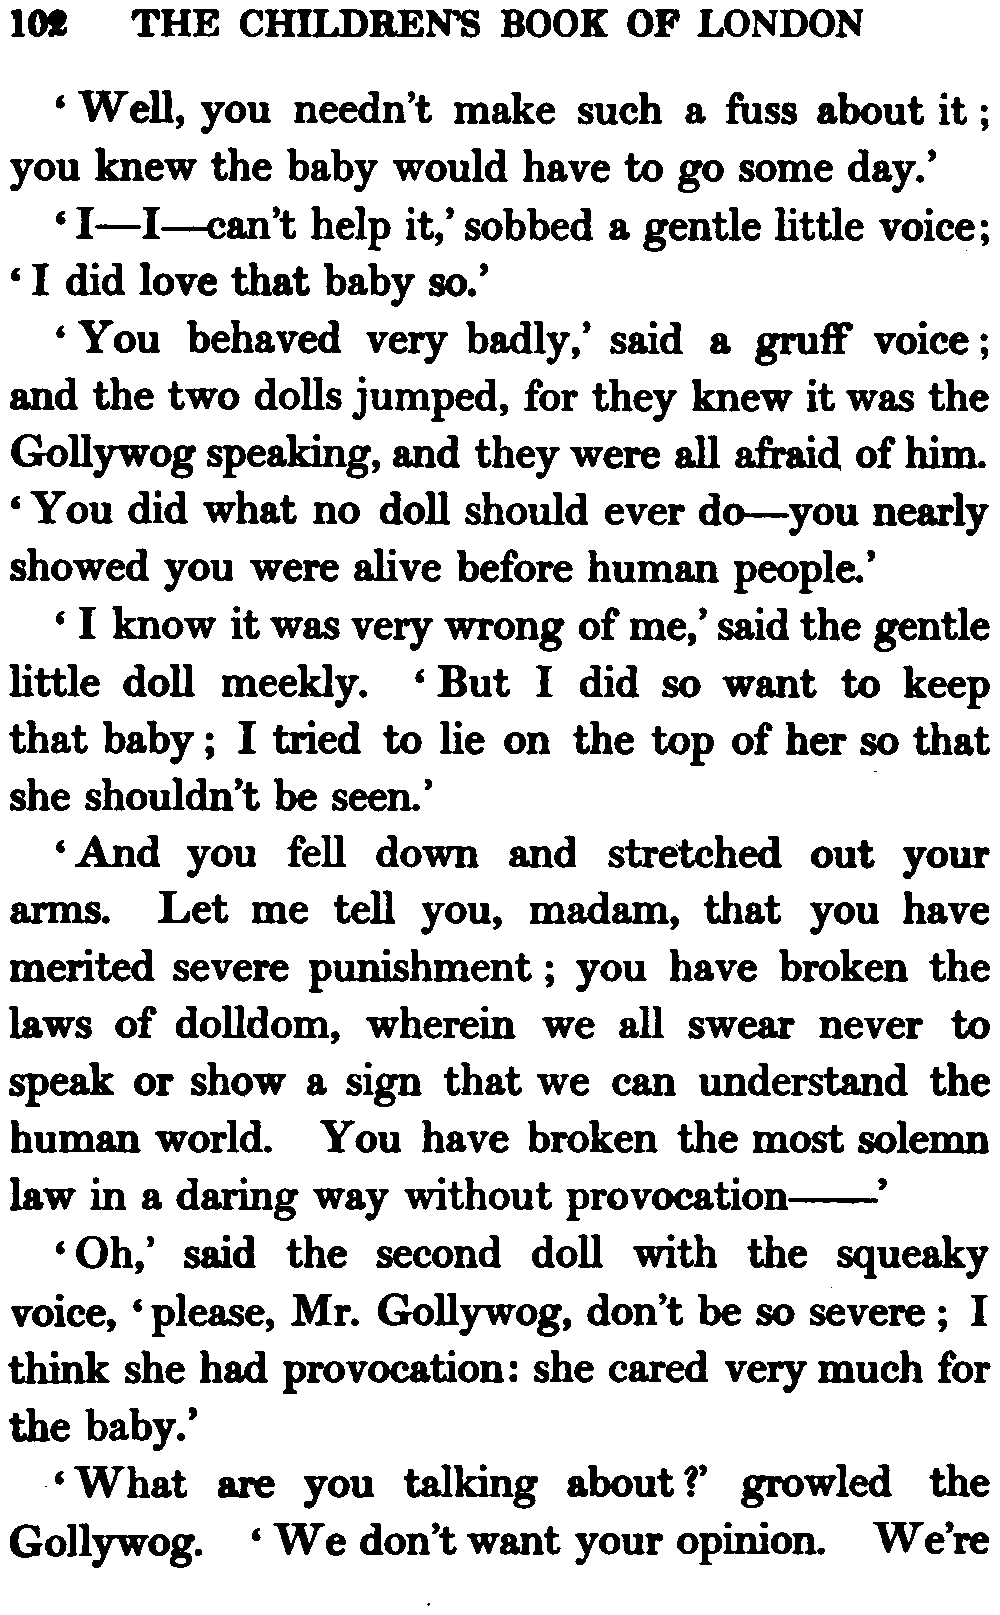 102 THE CHILDREN'S BOOK OF LONDON
‘Well, you needn't make such a fuss about it;
you knew the baby would have to go some day.’
‘I—I—can't help it,’ sobbed a gentle little voice;
‘I did love that baby so.’
‘You behaved very badly,’ said a gruff voice;
and the two dolls jumped, for they knew it was the
Gollywog speaking, and they were all afraid of him.
‘You did what no doll should ever do—you nearly
showed you were alive before human people.’
‘I know it was very wrong of me,’ said the gentle
little doll meekly. ‘But I did so want to keep
that baby; I tried to lie on the top of her so that
she shouldn't be seen.’
‘And you fell down and stretched out your
arms. Let me tell you, madam, that you have
merited severe punishment; you have broken the
laws of dolldom, wherein we all swear never to
speak or show a sign that we can understand the
human world. You have broken the most solemn
law in a daring way without provocation——’
‘Oh,’ said the second doll with the squeaky
voice, ‘please, Mr. Gollywog, don't be so severe; I
think she had provocation: she cared very much for
the baby.’
‘What are you talking about?’ growled the
Gollywog. ‘We don't want your opinion. We're